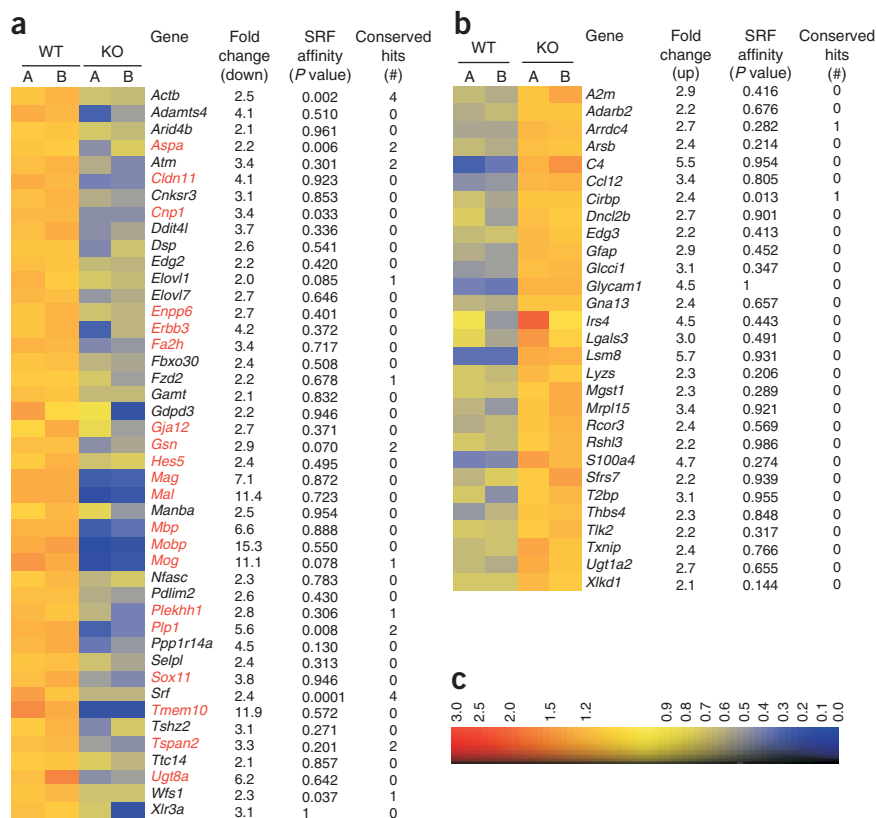 a
WT KO Gene Fold change (down) SRF affinity (P value) Conserved hits (#)
A B A B
Actb 2.5 0.002 4
Adamts4 4.1 0.510 0
Arid4b 2.1 0.961 0
Aspa 2.2 0.006 2
Atm 3.4 0.301 2
Cldn11 4.1 0.923 0
Cnksr3 3.1 0.853 0
Cnp1 3.4 0.033 0
Ddit4l 3.7 0.336 0
Dsp 2.6 0.541 0
Edg2 2.2 0.420 0
Elovl1 2.0 0.085 1
Elovl7 2.7 0.646 0
Enpp6 2.7 0.401 0
Erbb3 4.2 0.372 0
Fa2h 3.4 0.717 0
Fbxo30 2.4 0.508 0
Fzd2 2.2 0.678 1
Gamt 2.1 0.832 0
Gdpd3 2.2 0.946 0
Gja12 2.7 0.371 0
Gsn 2.9 0.070 2
Hes5 2.4 0.495 0
Mag 7.1 0.872 0
Mal 11.4 0.723 0
Manba 2.5 0.954 0
Mbp 6.6 0.888 0
Mobp 15.3 0.550 0
Mog 11.1 0.078 1
Nfasc 2.3 0.783 0
Pdlim2 2.6 0.430 0
Plekhh1 2.8 0.306 1
Plp1 5.6 0.008 2
Ppp1r14a 4.5 0.130 0
Selpl 2.4 0.313 0
Sox11 3.8 0.946 0
Srf 2.4 0.0001 4
Tmem10 11.9 0.572 0
Tshz2 3.1 0.271 0
Tspan2 3.3 0.201 2
Ttc14 2.1 0.857 0
Ugt8a 6.2 0.642 0
Wfs1 2.3 0.037 1
Xlr3a 3.1 1 0
b
WT KO Gene Fold change (up) SRF affinity (P value) Conserved hits (#)
A B A B
A2m 2.9 0.416 0
Adarb2 2.2 0.676 0
Arrdc4 2.7 0.282 1
Arsb 2.4 0.214 0
C4 5.5 0.954 0
Ccl12 3.4 0.805 0
Cirbp 2.4 0.013 1
Dncl2b 2.7 0.901 0
Edg3 2.2 0.413 0
Gfap 2.9 0.452 0
Glcci1 3.1 0.347 0
Glycam1 4.5 1 0
Gna13 2.4 0.657 0
Irs4 4.5 0.443 0
Lgals3 3.0 0.491 0
Lsm8 5.7 0.931 0
Lyzs 2.3 0.206 0
Mgst1 2.3 0.289 0
Mrpl15 3.4 0.921 0
Rcor3 2.4 0.569 0
Rshl3 2.2 0.986 0
S100a4 4.7 0.274 0
Sfrs7 2.2 0.939 0
T2bp 3.1 0.955 0
Thbs4 2.3 0.848 0
Tlk2 2.2 0.317 0
Txnip 2.4 0.766 0
Ugt1a2 2.7 0.655 0
Xlkd1 2.1 0.144 0
c
3.0 2.5 2.0 1.5 1.2 0.9 0.8 0.7 0.6 0.5 0.4 0.3 0.2 0.1 0.0